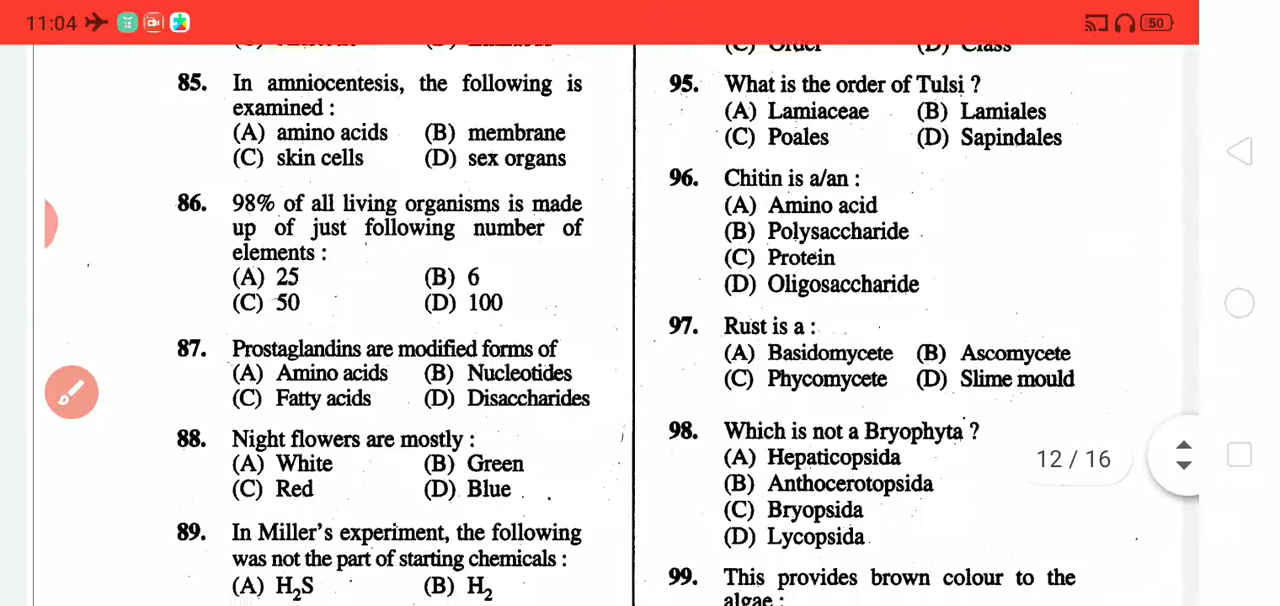 11:04
50
(C) Order (D) Class
85. In amniocentesis, the following is
examined :
(A) amino acids (B) membrane
(C) skin cells (D) sex organs
86. 98% of all living organisms is made
up of just following number of
elements :
(A) 25 (B) 6
(C) 50 (D) 100
87. Prostaglandins are modified forms of
(A) Amino acids (B) Nucleotides
(C) Fatty acids (D) Disaccharides
88. Night flowers are mostly :
(A) White (B) Green
(C) Red (D) Blue
89. In Miller's experiment, the following
was not the part of starting chemicals :
(A) H₂S (B) H₂
95. What is the order of Tulsi ?
(A) Lamiaceae (B) Lamiales
(C) Poales (D) Sapindales
96. Chitin is a/an :
(A) Amino acid
(B) Polysaccharide
(C) Protein
(D) Oligosaccharide
97. Rust is a :
(A) Basidomycete (B) Ascomycete
(C) Phycomycete (D) Slime mould
98. Which is not a Bryophyta ?
(A) Hepaticopsida
(B) Anthocerotopsida
(C) Bryopsida
(D) Lycopsida
99. This provides brown colour to the
algae :
12 / 16